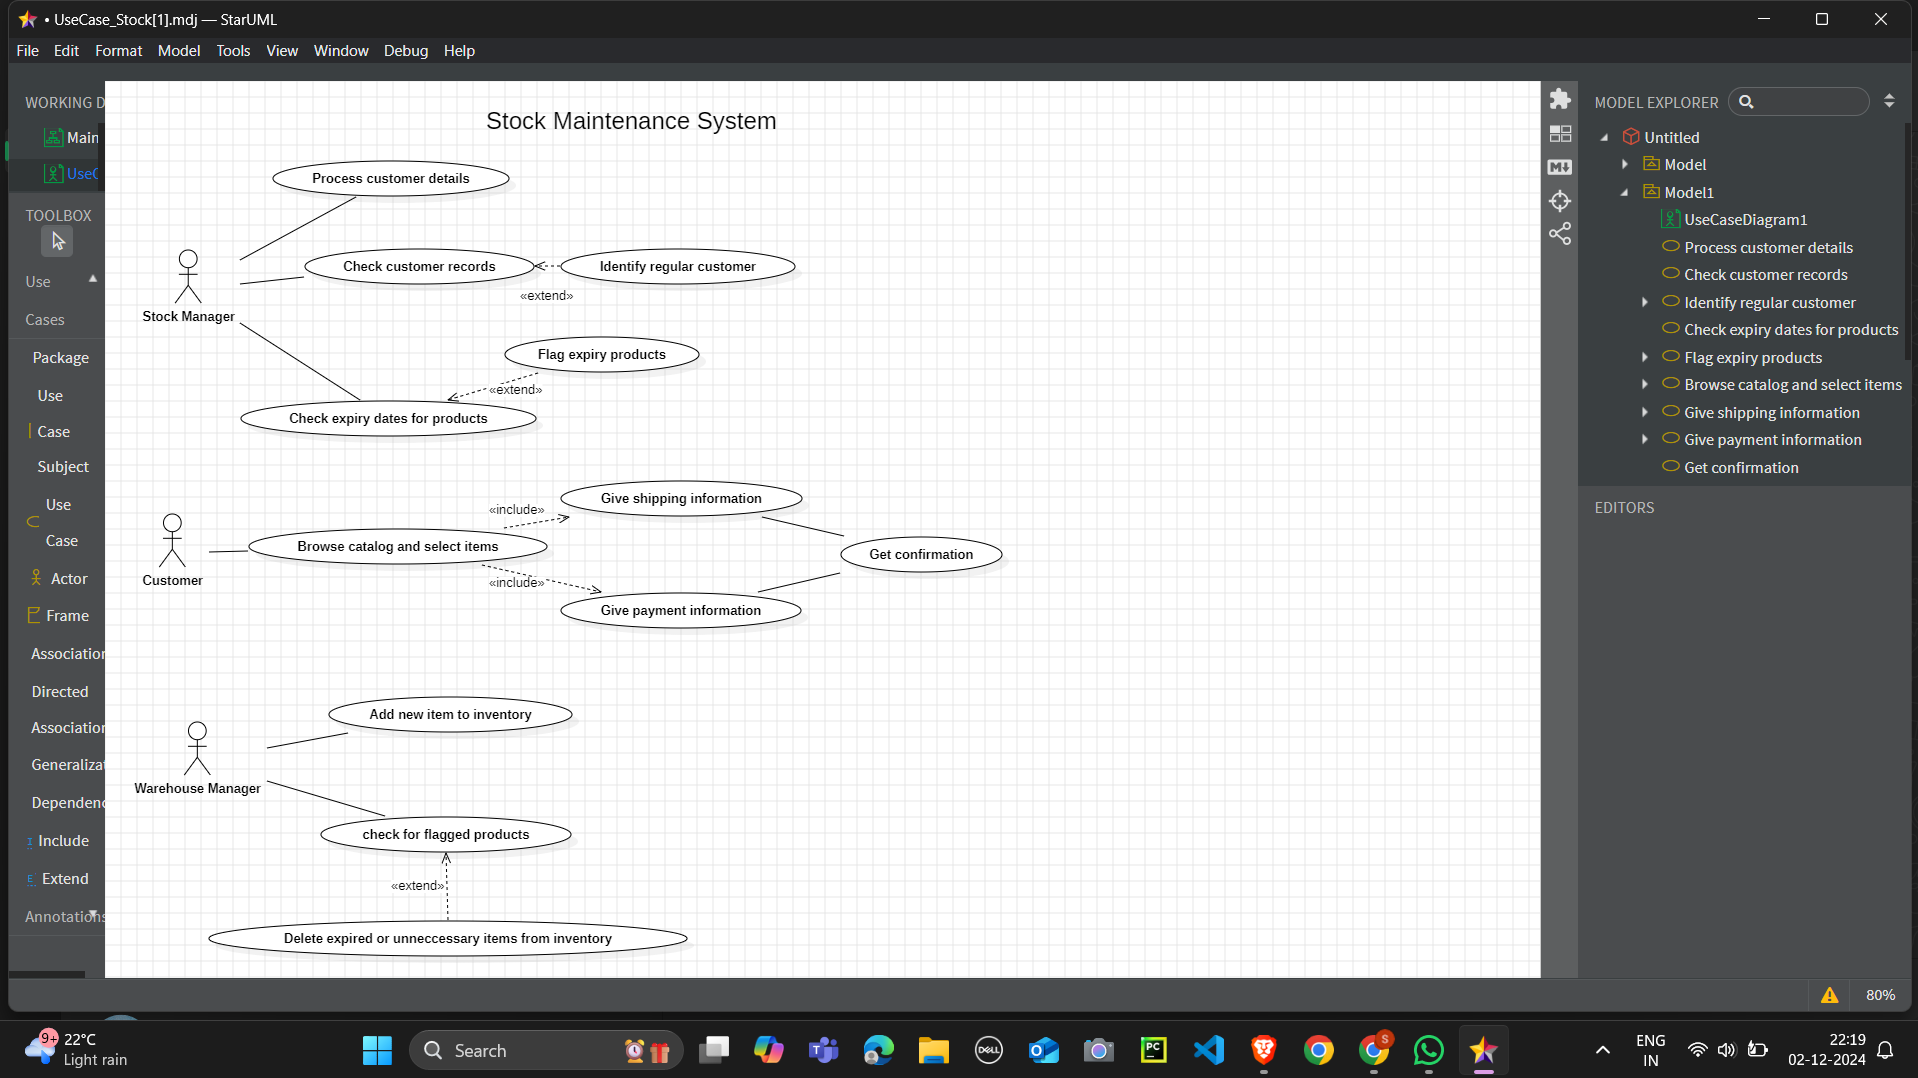 • UseCase_Stock[1].mdj — StarUML
File Edit Format Model Tools View Window Debug Help
WORKING D
Main
UseC
TOOLBOX
Use
Cases
Package
Use
Case
Subject
Use
Case
Actor
Frame
Association
Directed
Association
Generalizat
Dependenc
Include
Extend
Annotations
Stock Maintenance System
Process customer details
Check customer records
Identify regular customer
«extend»
Stock Manager
Flag expiry products
«extend»
Check expiry dates for products
Give shipping information
«include»
Browse catalog and select items
Get confirmation
Customer
«include»
Give payment information
Add new item to inventory
Warehouse Manager
check for flagged products
«extend»
Delete expired or unneccessary items from inventory
MODEL EXPLORER
Untitled
Model
Model1
UseCaseDiagram1
Process customer details
Check customer records
Identify regular customer
Check expiry dates for products
Flag expiry products
Browse catalog and select items
Give shipping information
Give payment information
Get confirmation
EDITORS
80%
9+
22°C
Light rain
Search
DELL
PC
S
ENG
IN
22:19
02-12-2024